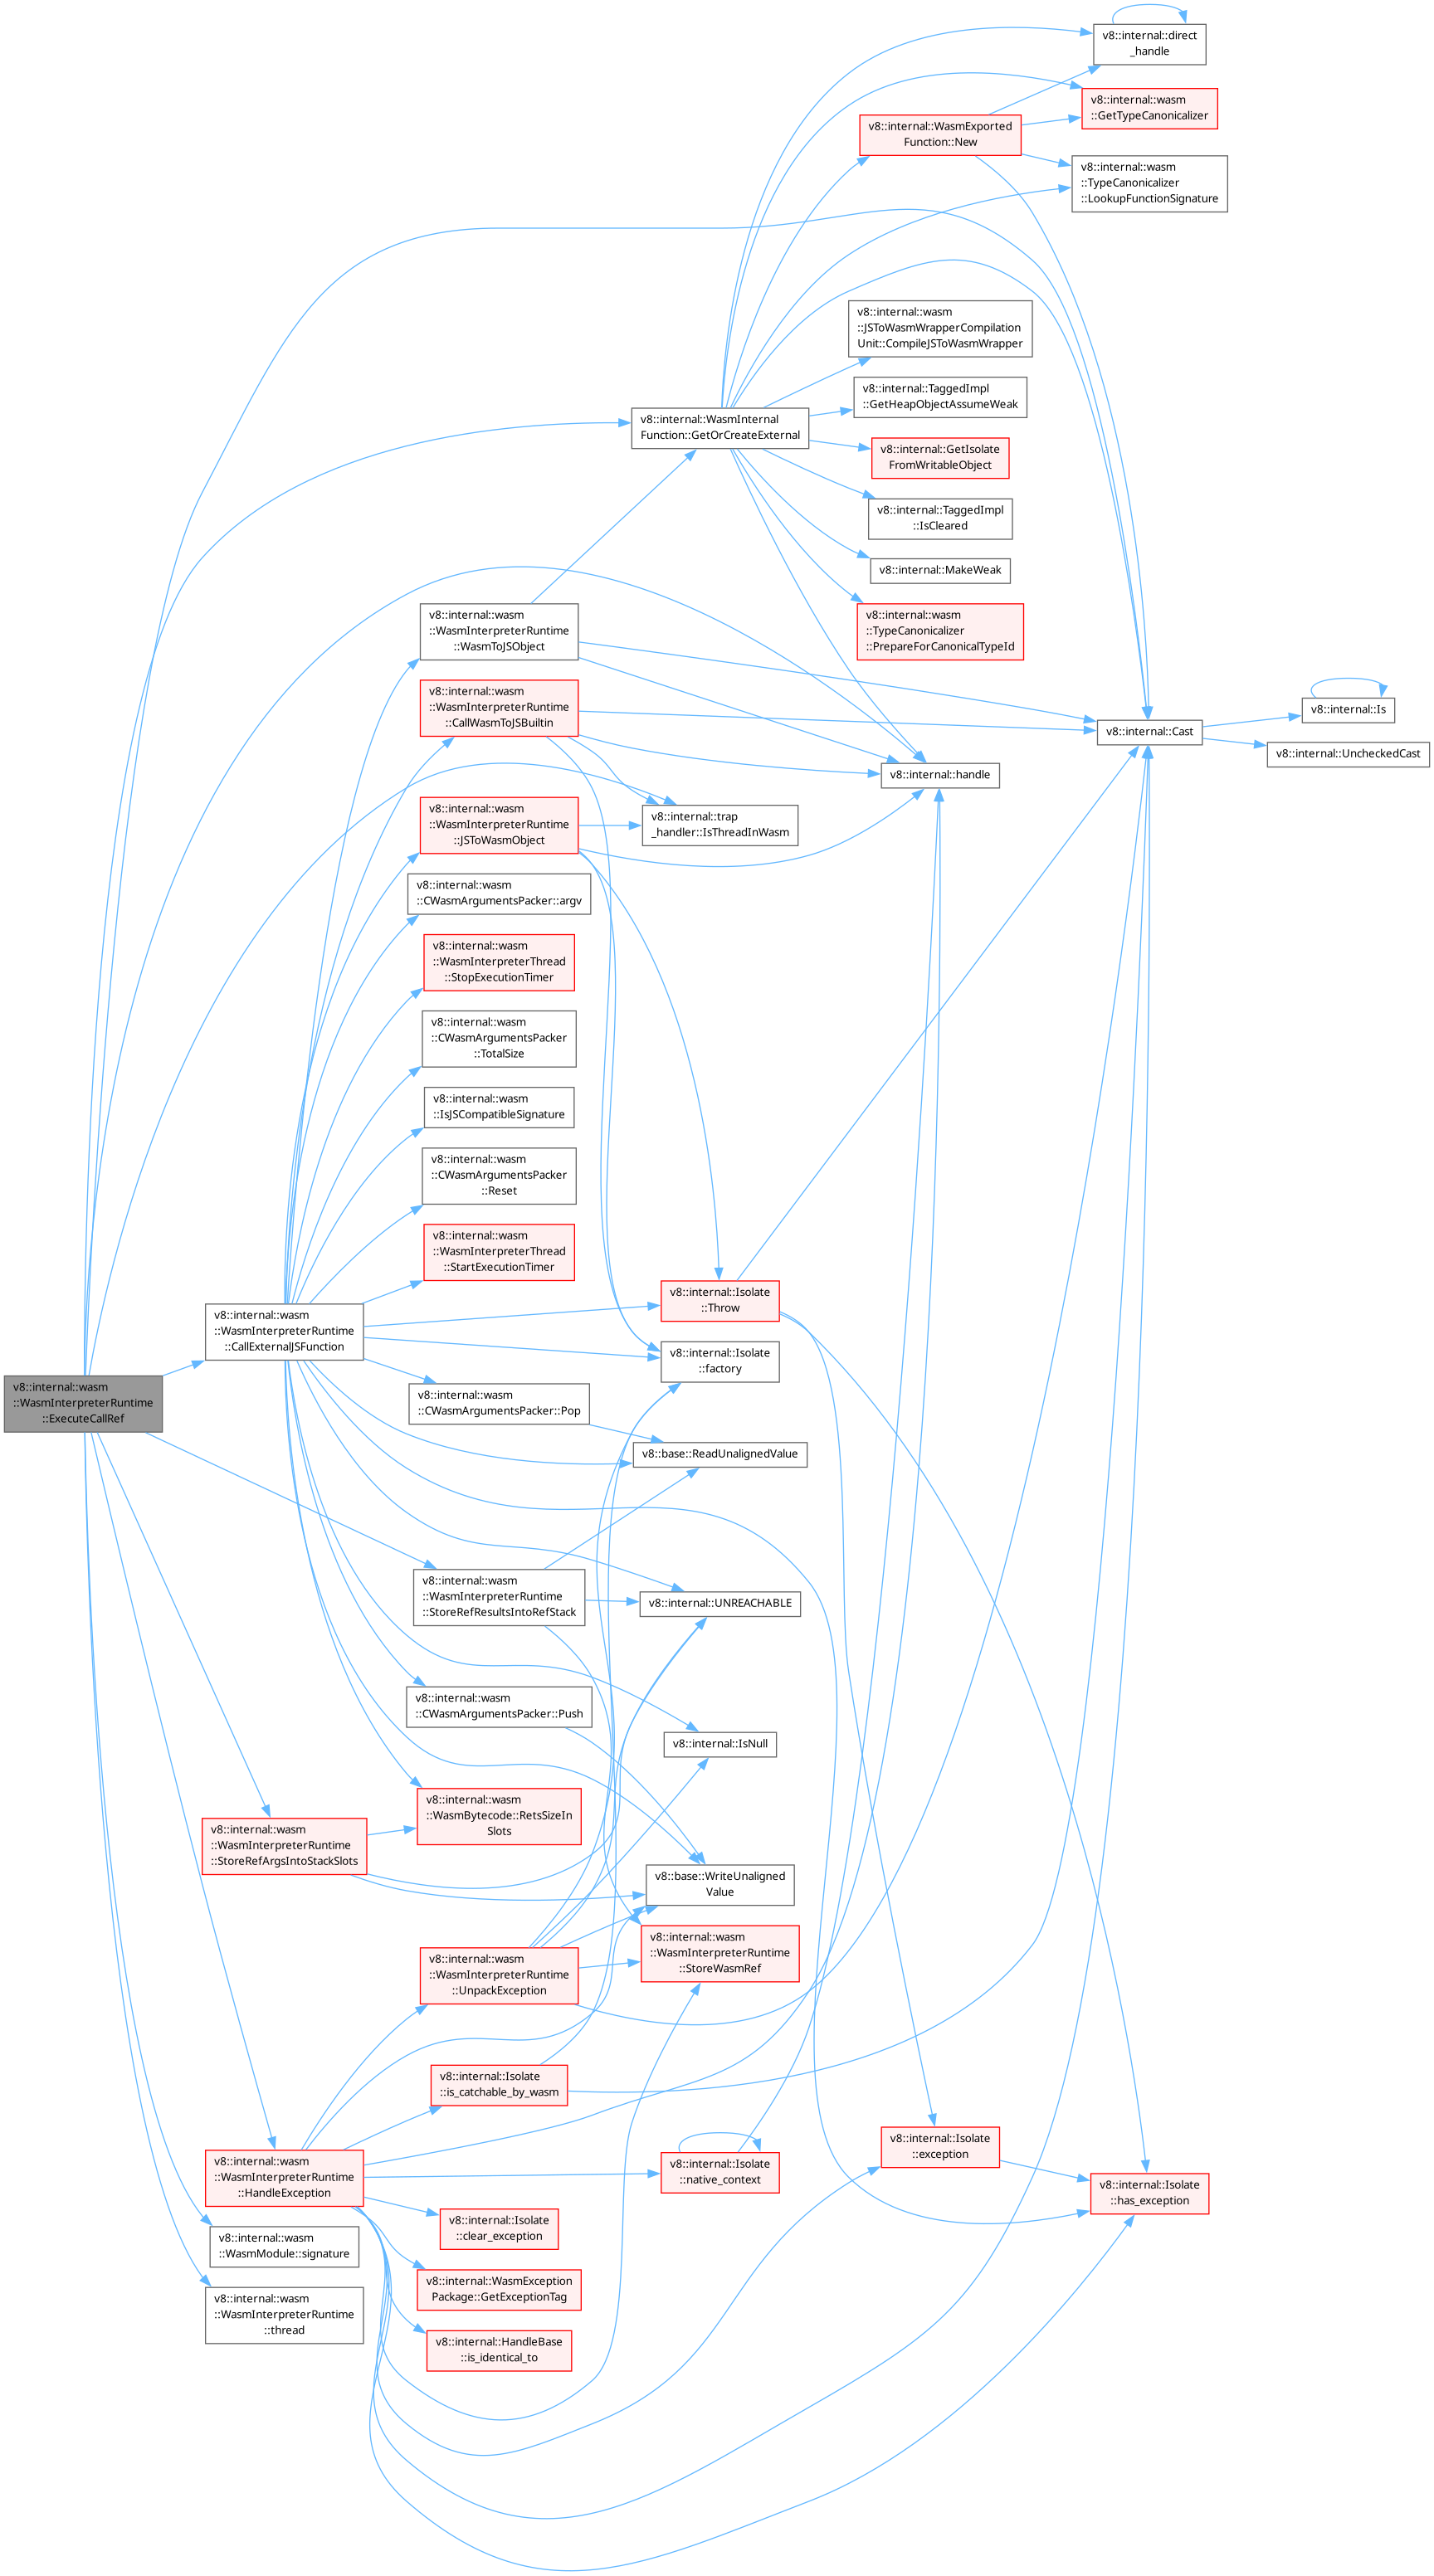 v8::internal::direct
_handle
v8::internal::wasm
::GetTypeCanonicalizer
v8::internal::WasmExported
Function::New
v8::internal::wasm
::TypeCanonicalizer
::LookupFunctionSignature
v8::internal::wasm
::JSToWasmWrapperCompilation
Unit::CompileJSToWasmWrapper
v8::internal::TaggedImpl
::GetHeapObjectAssumeWeak
v8::internal::WasmInternal
Function::GetOrCreateExternal
v8::internal::GetIsolate
FromWritableObject
v8::internal::TaggedImpl
::IsCleared
v8::internal::MakeWeak
v8::internal::wasm
::TypeCanonicalizer
::PrepareForCanonicalTypeId
v8::internal::wasm
::WasmInterpreterRuntime
::WasmToJSObject
v8::internal::wasm
::WasmInterpreterRuntime
::CallWasmToJSBuiltin
v8::internal::Is
v8::internal::Cast
v8::internal::UncheckedCast
v8::internal::handle
v8::internal::wasm
::WasmInterpreterRuntime
::JSToWasmObject
v8::internal::trap
_handler::IsThreadInWasm
v8::internal::wasm
::CWasmArgumentsPacker::argv
v8::internal::wasm
::WasmInterpreterThread
::StopExecutionTimer
v8::internal::wasm
::CWasmArgumentsPacker
::TotalSize
v8::internal::wasm
::IsJSCompatibleSignature
v8::internal::wasm
::CWasmArgumentsPacker
::Reset
v8::internal::wasm
::WasmInterpreterThread
::StartExecutionTimer
v8::internal::Isolate
::Throw
v8::internal::wasm
::WasmInterpreterRuntime
::CallExternalJSFunction
v8::internal::Isolate
::factory
v8::internal::wasm
::WasmInterpreterRuntime
::ExecuteCallRef
v8::internal::wasm
::CWasmArgumentsPacker::Pop
v8::base::ReadUnalignedValue
v8::internal::wasm
::WasmInterpreterRuntime
::StoreRefResultsIntoRefStack
v8::internal::UNREACHABLE
v8::internal::wasm
::CWasmArgumentsPacker::Push
v8::internal::IsNull
v8::internal::wasm
::WasmBytecode::RetsSizeIn
Slots
v8::internal::wasm
::WasmInterpreterRuntime
::StoreRefArgsIntoStackSlots
v8::base::WriteUnaligned
Value
v8::internal::wasm
::WasmInterpreterRuntime
::StoreWasmRef
v8::internal::wasm
::WasmInterpreterRuntime
::UnpackException
v8::internal::Isolate
::is_catchable_by_wasm
v8::internal::Isolate
::exception
v8::internal::wasm
::WasmInterpreterRuntime
::HandleException
v8::internal::Isolate
::native_context
v8::internal::Isolate
::has_exception
v8::internal::Isolate
::clear_exception
v8::internal::wasm
::WasmModule::signature
v8::internal::WasmException
Package::GetExceptionTag
v8::internal::wasm
::WasmInterpreterRuntime
::thread
v8::internal::HandleBase
::is_identical_to